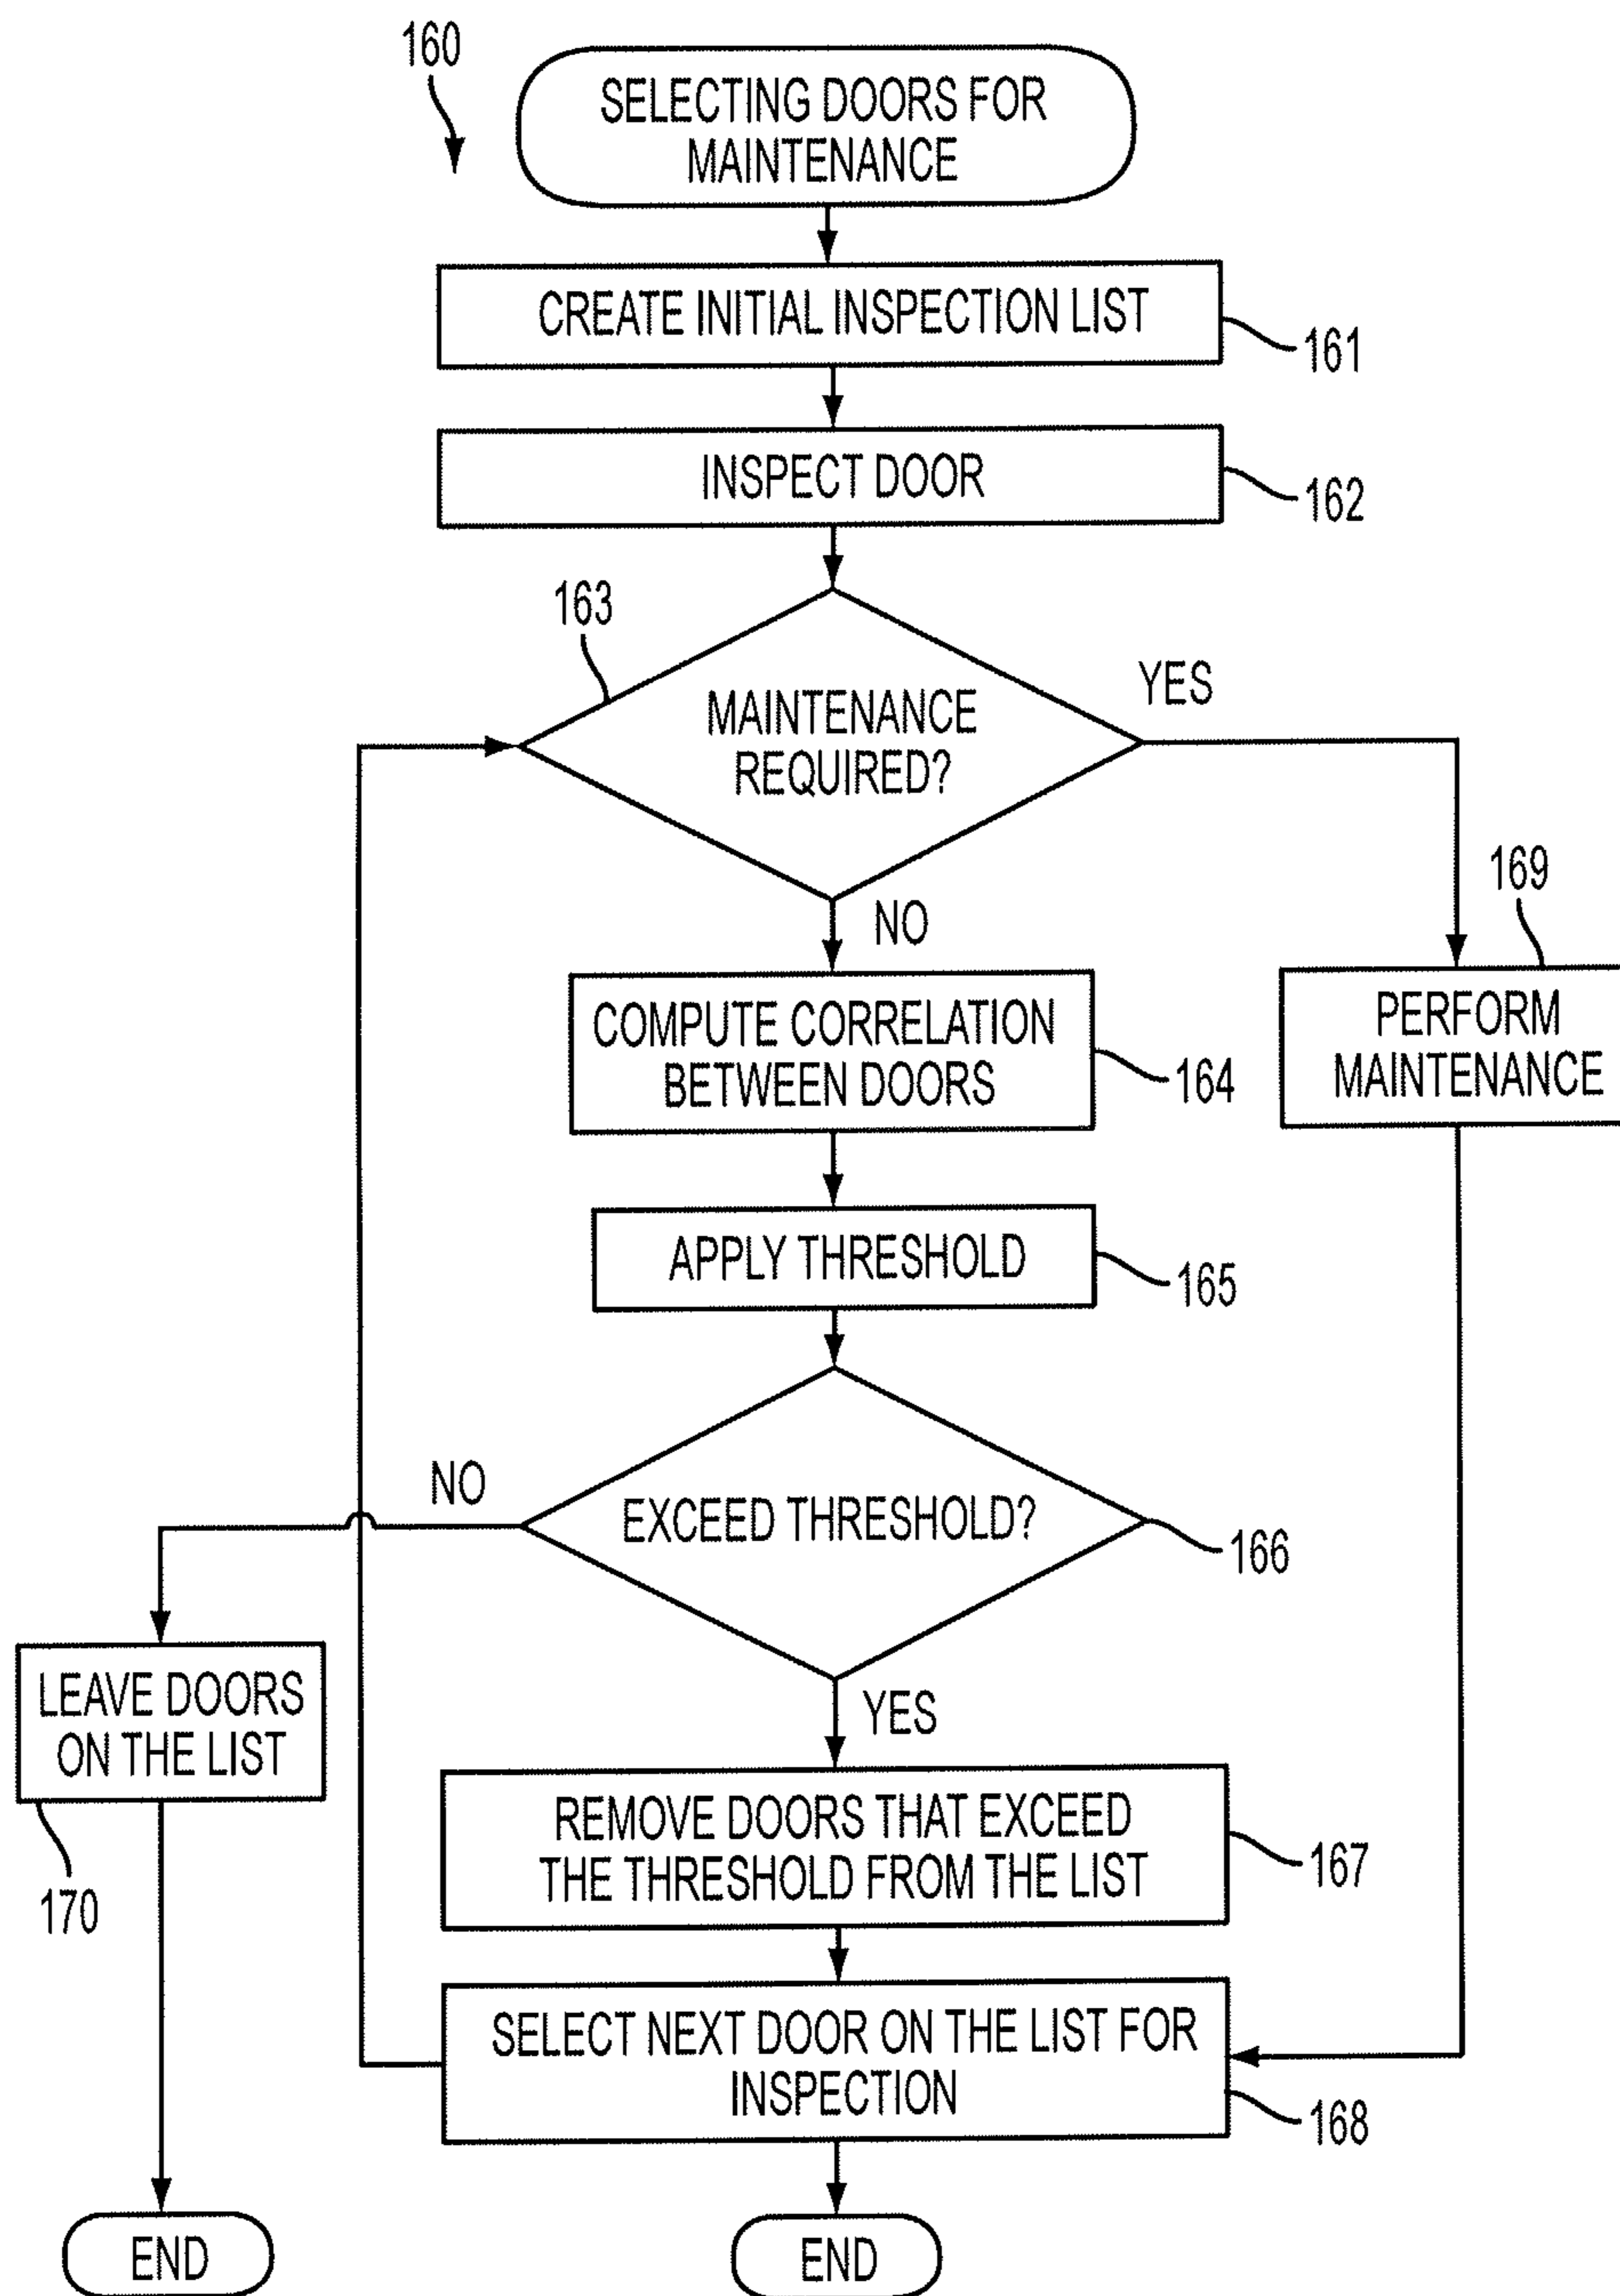 160
SELECTING DOORS FOR
MAINTENANCE
CREATE INITIAL INSPECTION LIST
161
INSPECT DOOR
162
163
MAINTENANCE
REQUIRED?
YES
NO
169
PERFORM
MAINTENANCE
COMPUTE CORRELATION
BETWEEN DOORS
164
APPLY THRESHOLD
165
NO
EXCEED THRESHOLD?
166
YES
LEAVE DOORS
ON THE LIST
170
REMOVE DOORS THAT EXCEED
THE THRESHOLD FROM THE LIST
167
SELECT NEXT DOOR ON THE LIST FOR
INSPECTION
168
END
END